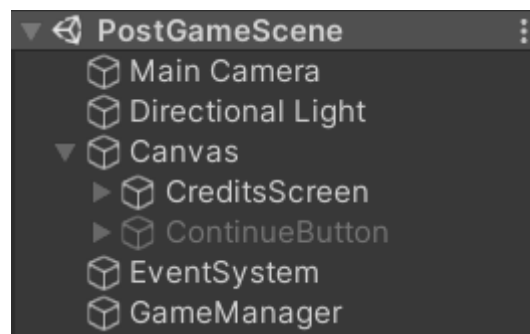 PostGameScene
Main Camera
Directional Light
Canvas
CreditsScreen
ContinueButton
EventSystem
GameManager